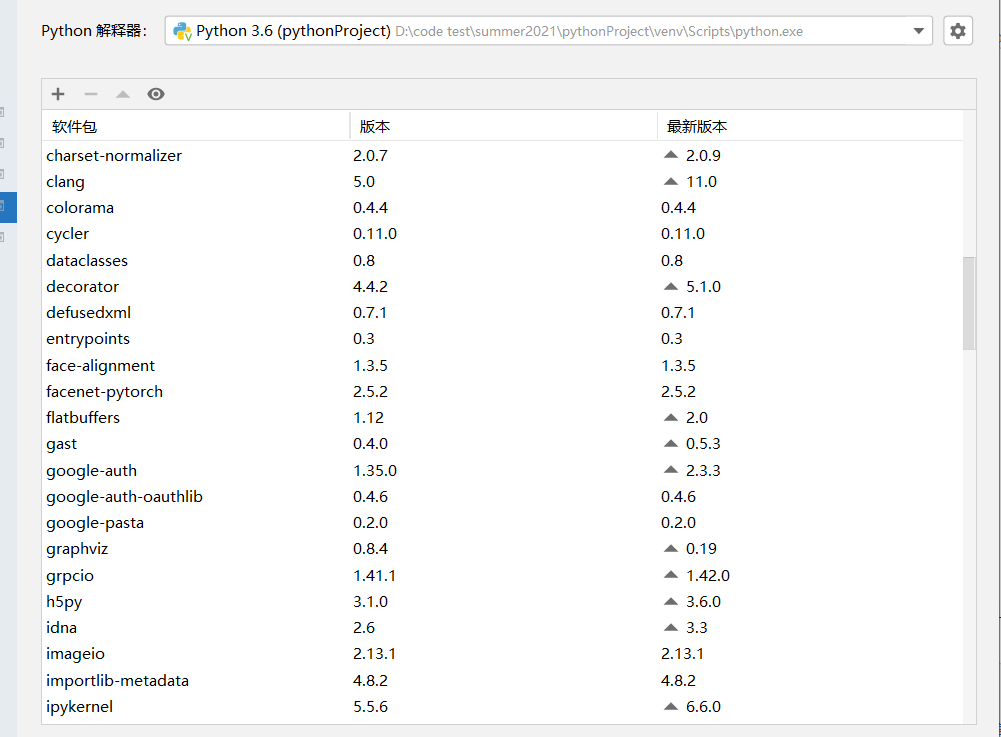 Python 解释器： Python 3.6 (pythonProject) D:\code test\summer2021\pythonProject\venv\Scripts\python.exe
软件包 版本 最新版本
charset-normalizer 2.0.7 2.0.9
clang 5.0 11.0
colorama 0.4.4 0.4.4
cycler 0.11.0 0.11.0
dataclasses 0.8 0.8
decorator 4.4.2 5.1.0
defusedxml 0.7.1 0.7.1
entrypoints 0.3 0.3
face-alignment 1.3.5 1.3.5
facenet-pytorch 2.5.2 2.5.2
flatbuffers 1.12 2.0
gast 0.4.0 0.5.3
google-auth 1.35.0 2.3.3
google-auth-oauthlib 0.4.6 0.4.6
google-pasta 0.2.0 0.2.0
graphviz 0.8.4 0.19
grpcio 1.41.1 1.42.0
h5py 3.1.0 3.6.0
idna 2.6 3.3
imageio 2.13.1 2.13.1
importlib-metadata 4.8.2 4.8.2
ipykernel 5.5.6 6.6.0